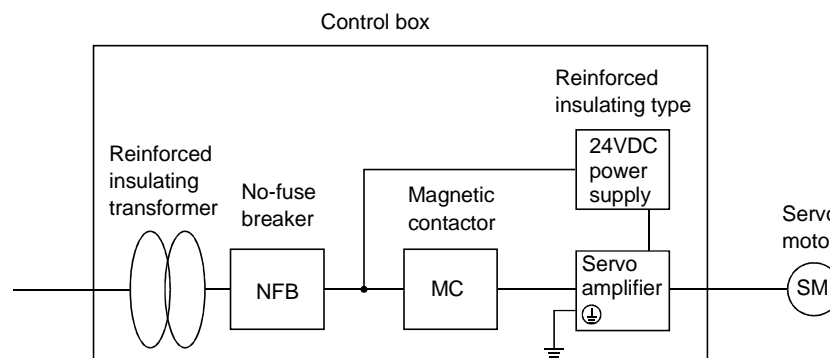 Control box
Reinforced
insulating type
24VDC
power
supply
Reinforced
insulating
transformer
No-fuse
breaker
Magnetic
contactor
NFB
MC
Servo
amplifier
Servo
moto
SM